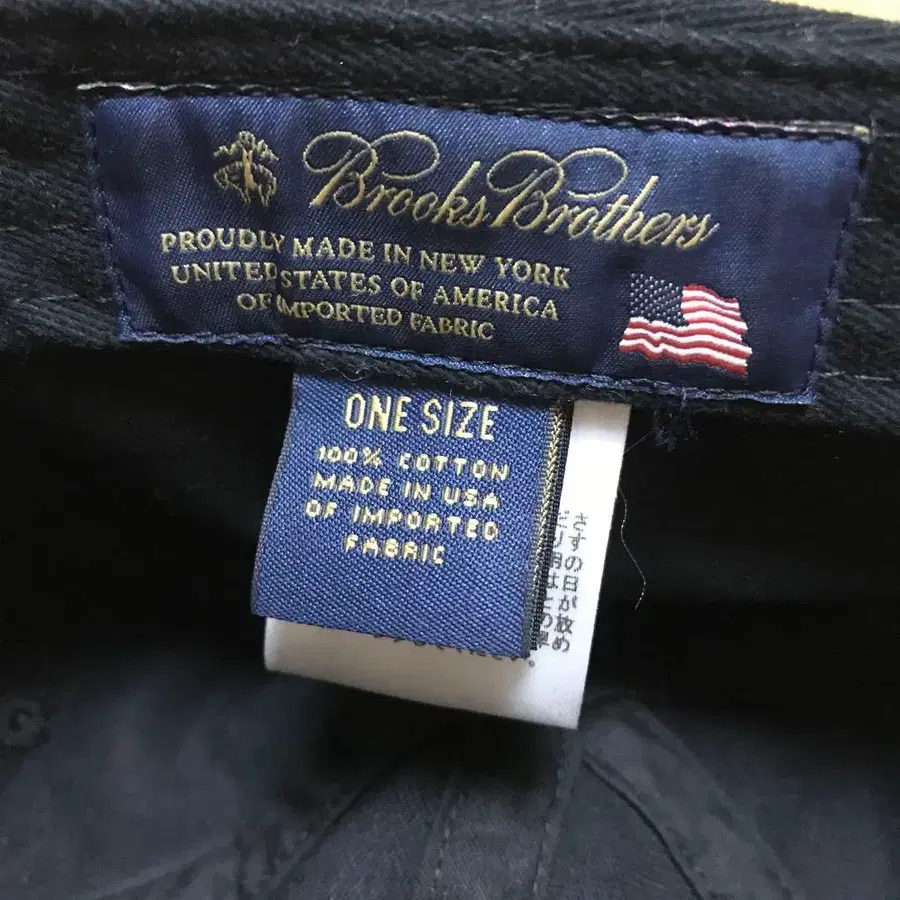 Brooks Brothers
PROUDLY MADE IN NEW YORK
UNITED STATES OF AMERICA
OF IMPORTED FABRIC
ONE SIZE
100% COTTON
MADE IN USA
OF IMPORTED
FABRIC